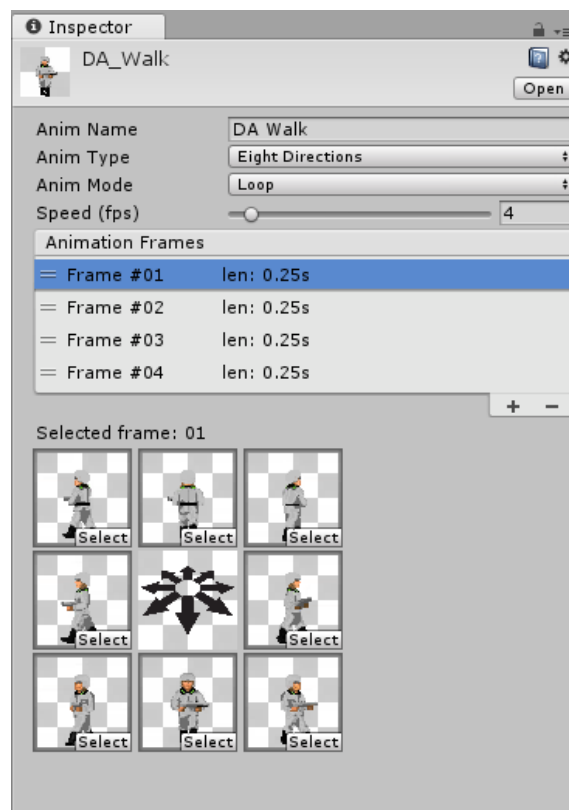 Inspector
DA_Walk
Open
Anim Name DA Walk
Anim Type Eight Directions
Anim Mode Loop
Speed (fps) 4
Animation Frames
Frame #01 len: 0.25s
Frame #02 len: 0.25s
Frame #03 len: 0.25s
Frame #04 len: 0.25s
+ −
Selected frame: 01
Select Select Select
Select Select
Select Select Select